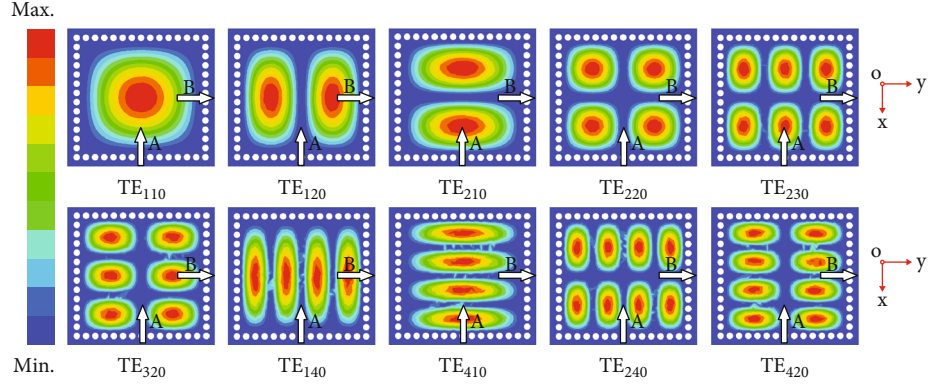 Max.
B
A
B
A
B
A
B
A
B
A
o
y
x
TE₁₁₀
TE₁₂₀
TE₂₁₀
TE₂₂₀
TE₂₃₀
B
A
B
A
B
A
B
A
B
A
o
y
x
Min.
TE₃₂₀
TE₁₄₀
TE₄₁₀
TE₂₄₀
TE₄₂₀